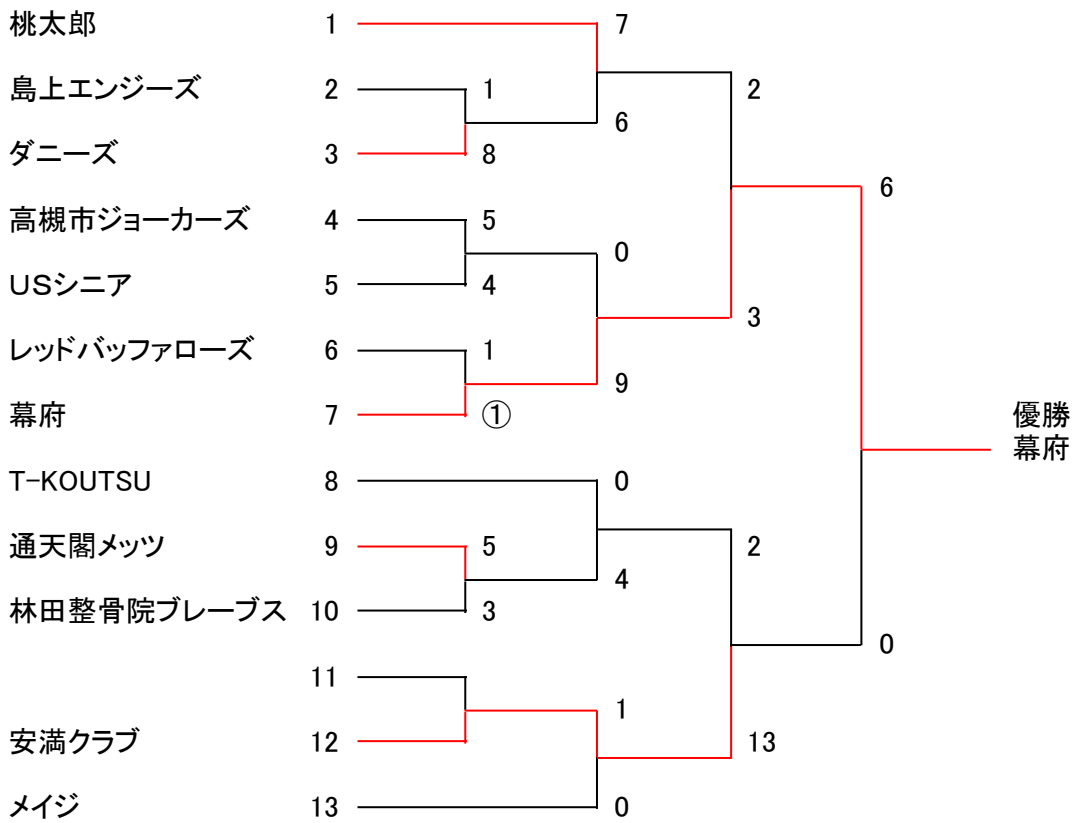 桃太郎 1 7
島上エンジーズ 2 1 2
6
ダニーズ 3 8
6
高槻市ジョーカーズ 4 5
0
USシニア 5 4
3
レッドバッファローズ 6 1
9
幕府 7 ① 優勝
幕府
T-KOUTSU 8 0
通天閣メッツ 9 5 2
4
林田整骨院ブレーブス 10 3
0
11
1
安満クラブ 12 13
メイジ 13 0